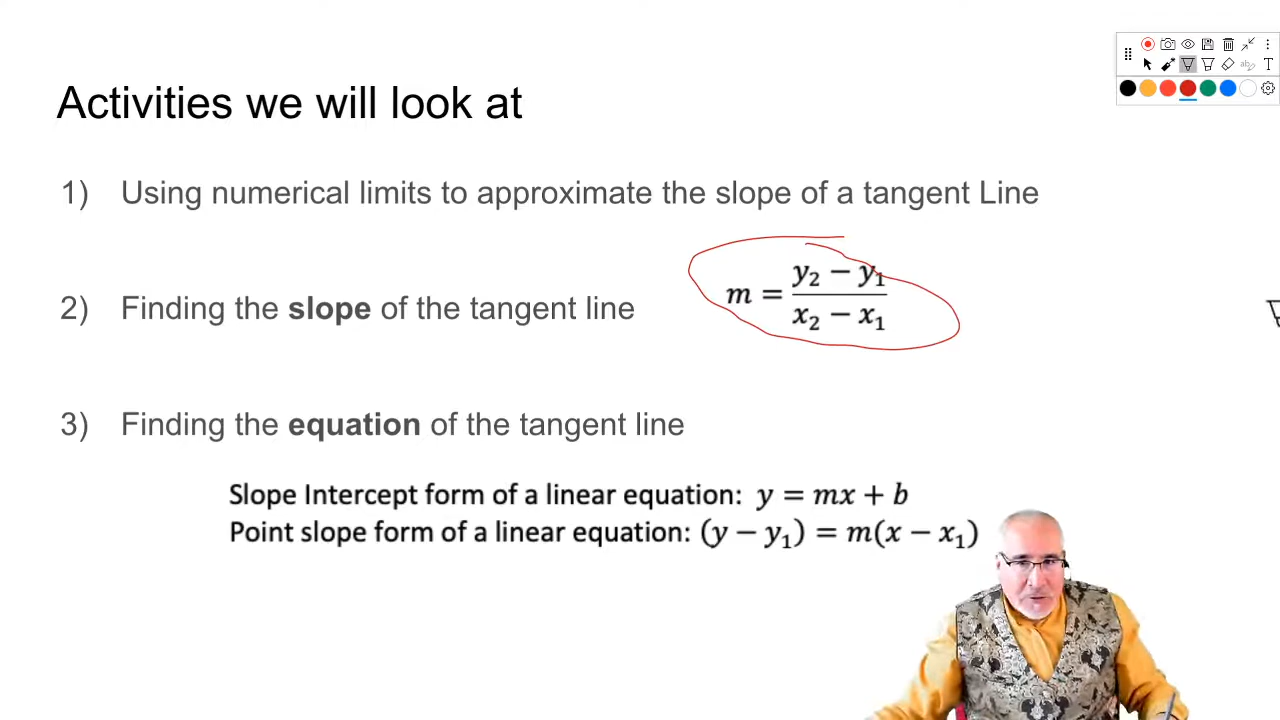 Activities we will look at
1) Using numerical limits to approximate the slope of a tangent Line
2) Finding the slope of the tangent line
m = (y₂ − y₁) / (x₂ − x₁)
3) Finding the equation of the tangent line
Slope Intercept form of a linear equation: y = mx + b
Point slope form of a linear equation: (y − y₁) = m(x − x₁)